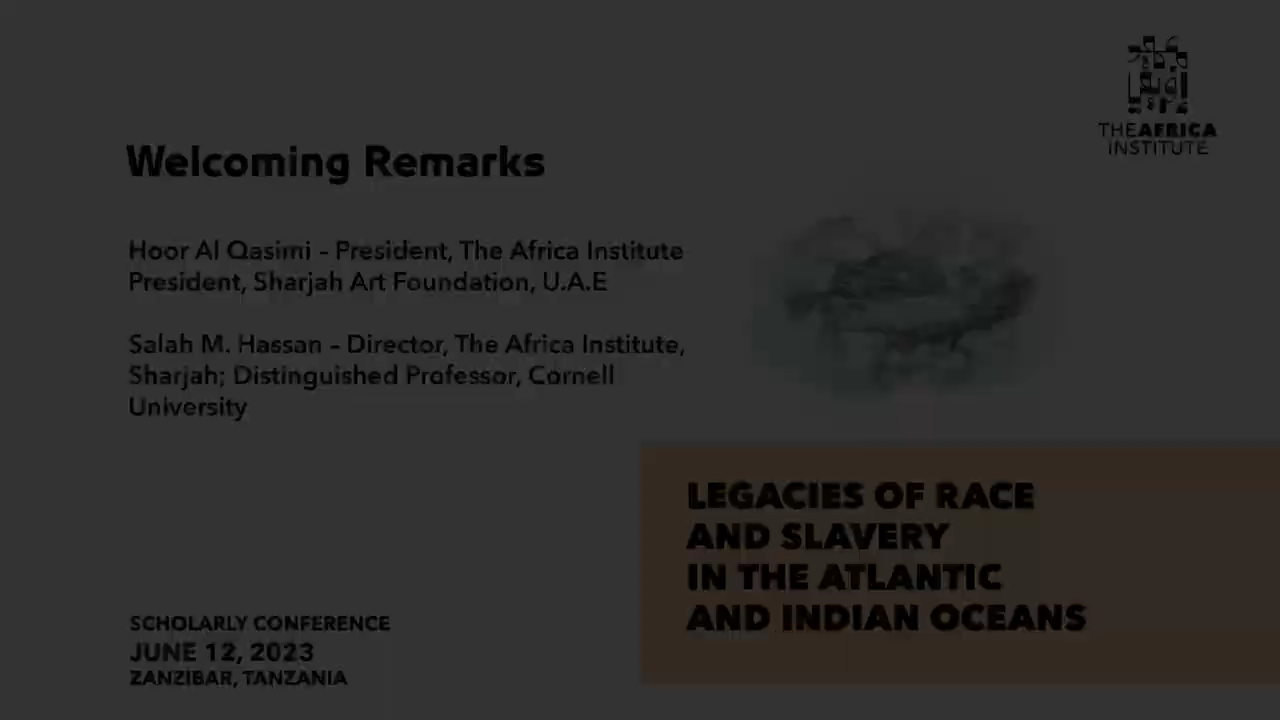 THE AFRICA
INSTITUTE
Welcoming Remarks
Hoor Al Qasimi – President, The Africa Institute
President, Sharjah Art Foundation, U.A.E
Salah M. Hassan – Director, The Africa Institute,
Sharjah; Distinguished Professor, Cornell
University
LEGACIES OF RACE
AND SLAVERY
IN THE ATLANTIC
AND INDIAN OCEANS
SCHOLARLY CONFERENCE
JUNE 12, 2023
ZANZIBAR, TANZANIA